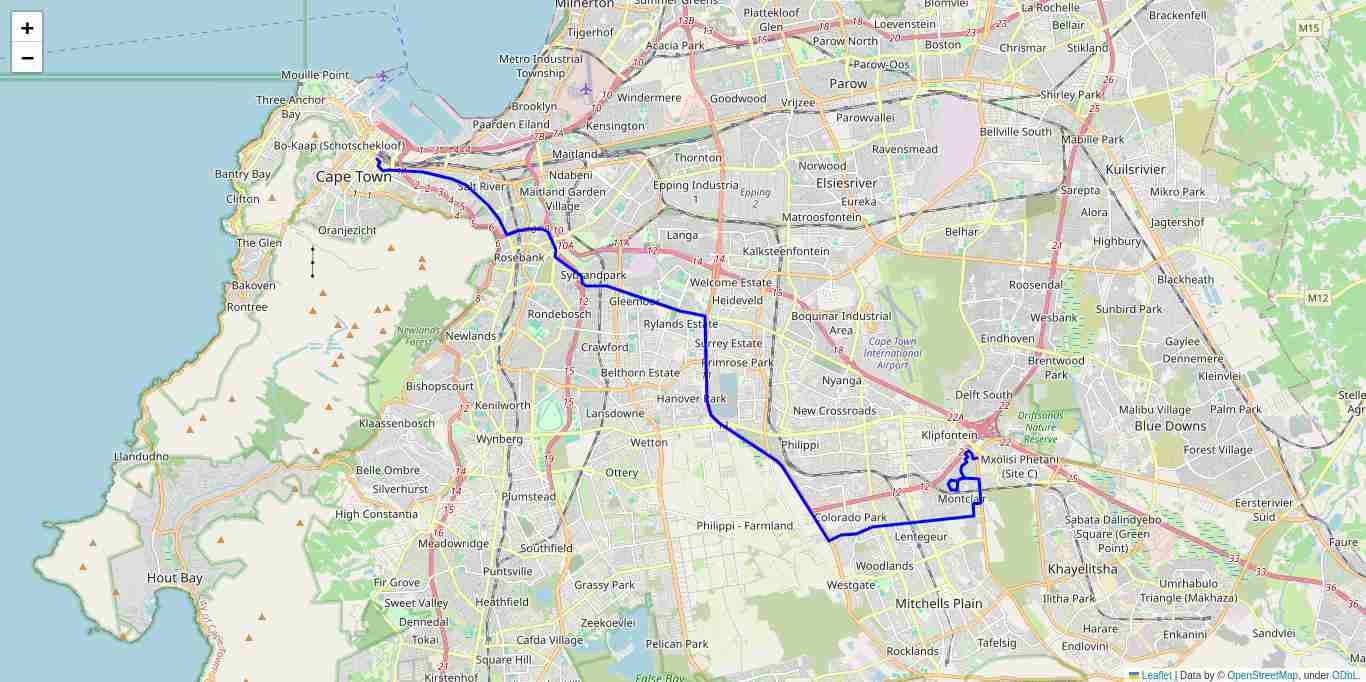 +
−
Milnerton
Summer Greens
13B
Plattekloof
Glen
Loevenstein
Blomvlei
La Rochelle
Bellair
Brackenfell
M15
Tijgerhof
Acacia Park
Parow North
Boston
Chrismar
Stikland
Metro Industrial
Township
Parow-Oos
Moullle Point
Three Anchor
Bay
Windermere
Goodwood
Parow
Vrijzee
Shirley Park
Brooklyn
Paarden Eiland
Kensington
Parowvallei
Bellville South
Mabille Park
Bo-Kaap (Schotschekloof)
Maitland
Thornton
Ravensmead
Norwood
Kuilsrivier
Bantry Bay
Cape Town
Salt River
Ndabeni
Maitland Garden
Village
Epping Industria
1
Epping
2
Elsiesriver
Eureka
Sarepta
Mikro Park
Clifton
Matroosfontein
Alora
Jagtershof
Oranjezicht
Langa
Belhar
The Glen
Rosebank
Kalksteenfontein
Highbury
Bakoven
Sybrandpark
Welcome Estate
Roosendal
Blackheath
Rontree
Gleemoor
Heideveld
M12
Rondebosch
Rylands Estate
Boquinar Industrial
Area
Wesbank
Sunbird Park
Newlands
Forest
Newlands
Crawford
Surrey Estate
Cape Town
International
Airport
Eindhoven
Gaylee
Primrose Park
Brentwood
Park
Dennemere
Belthorn Estate
Nyanga
Kleinvlei
Bishopscourt
Hanover Park
Delft South
Kenilworth
Lansdowne
New Crossroads
22A
Driftsands
Nature
Reserve
Malibu Village
Palm Park
Klaassenbosch
Blue Downs
Wynberg
Wetton
Philippi
Klipfontein
Forest Village
Llandudno
Belle Ombre
Ottery
Mxolisi Phetani
(Site C)
Silverhurst
Plumstead
Montclair
Eersterivier
Suid
High Constantia
Philippi - Farmland
Colorado Park
Sabata Dalindyebo
Square (Green
Point)
Meadowridge
Southfield
Lentegeur
Faure
Hout Bay
Puntsville
Woodlands
Khayelitsha
Fir Grove
Grassy Park
Westgate
Umrhabulo
Triangle (Makhaza)
Sweet Valley
Heathfield
Mitchells Plain
Ilitha Park
Dennedal
Zeekoevlei
Harare
Enkanini
Sandvlei
Tokai
Cafda Village
Pelican Park
Tafelsig
Endlovini
Square Hill
Rocklands
Kirstenhof
False Bay
Leaflet | Data by © OpenStreetMap, under ODbL.